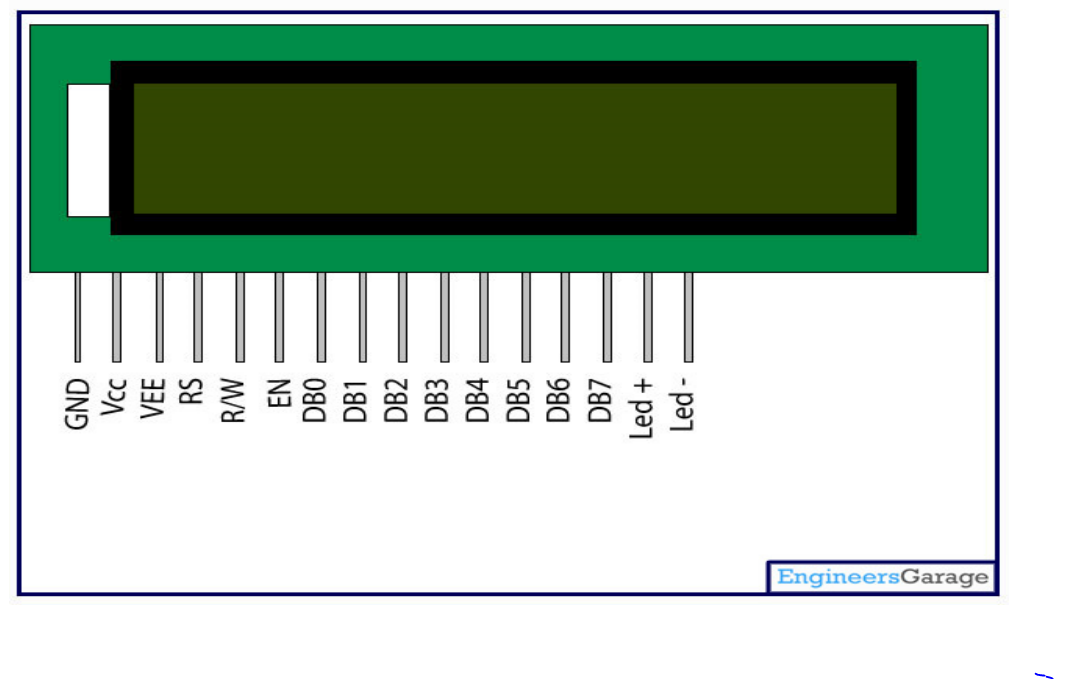 GND
Vcc
VEE
RS
R/W
EN
DB0
DB1
DB2
DB3
DB4
DB5
DB6
DB7
Led +
Led -
EngineersGarage